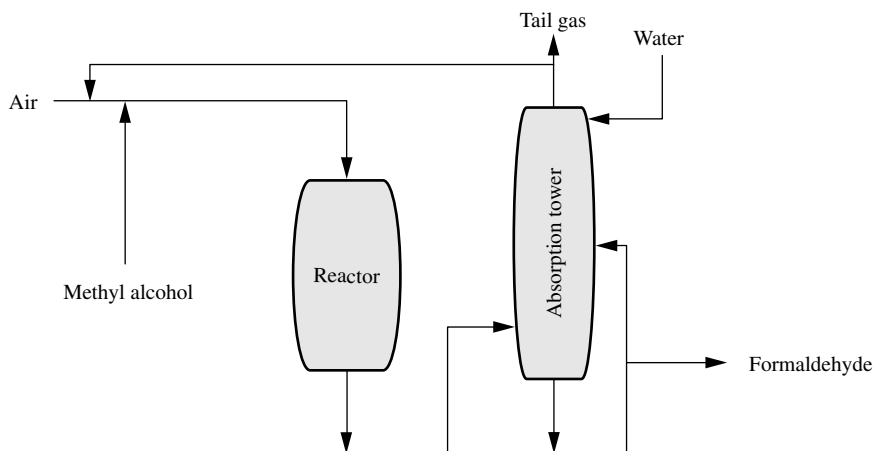 Tail gas
Water
Air
Absorption tower
Reactor
Methyl alcohol
Formaldehyde